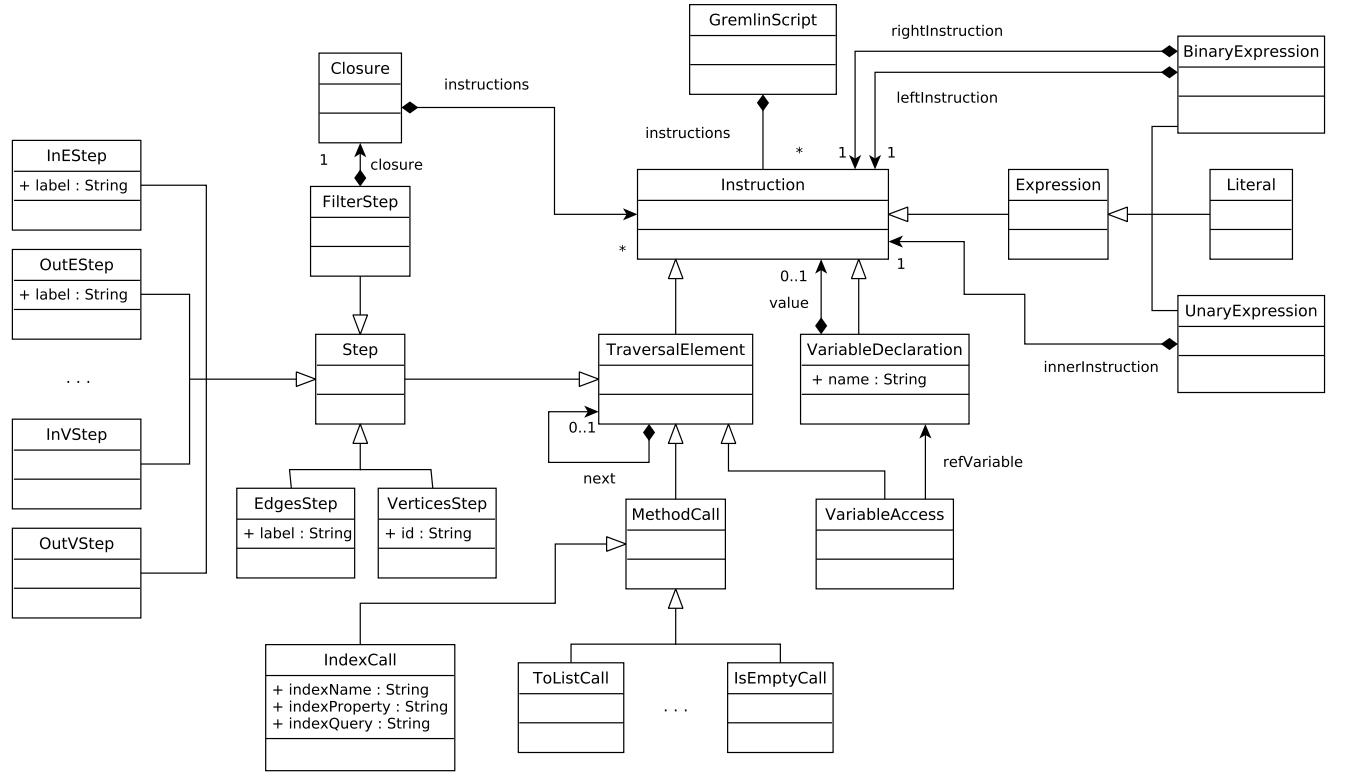 GremlinScript
rightInstruction
BinaryExpression
Closure
instructions
leftInstruction
instructions
*
1
1
InEStep
+ label : String
1
closure
FilterStep
Instruction
Expression
Literal
*
0..1
1
value
OutEStep
+ label : String
UnaryExpression
innerInstruction
Step
TraversalElement
VariableDeclaration
+ name : String
. . .
0..1
next
refVariable
InVStep
EdgesStep
+ label : String
VerticesStep
+ id : String
MethodCall
VariableAccess
OutVStep
IndexCall
+ indexName : String
+ indexProperty : String
+ indexQuery : String
ToListCall
. . .
IsEmptyCall